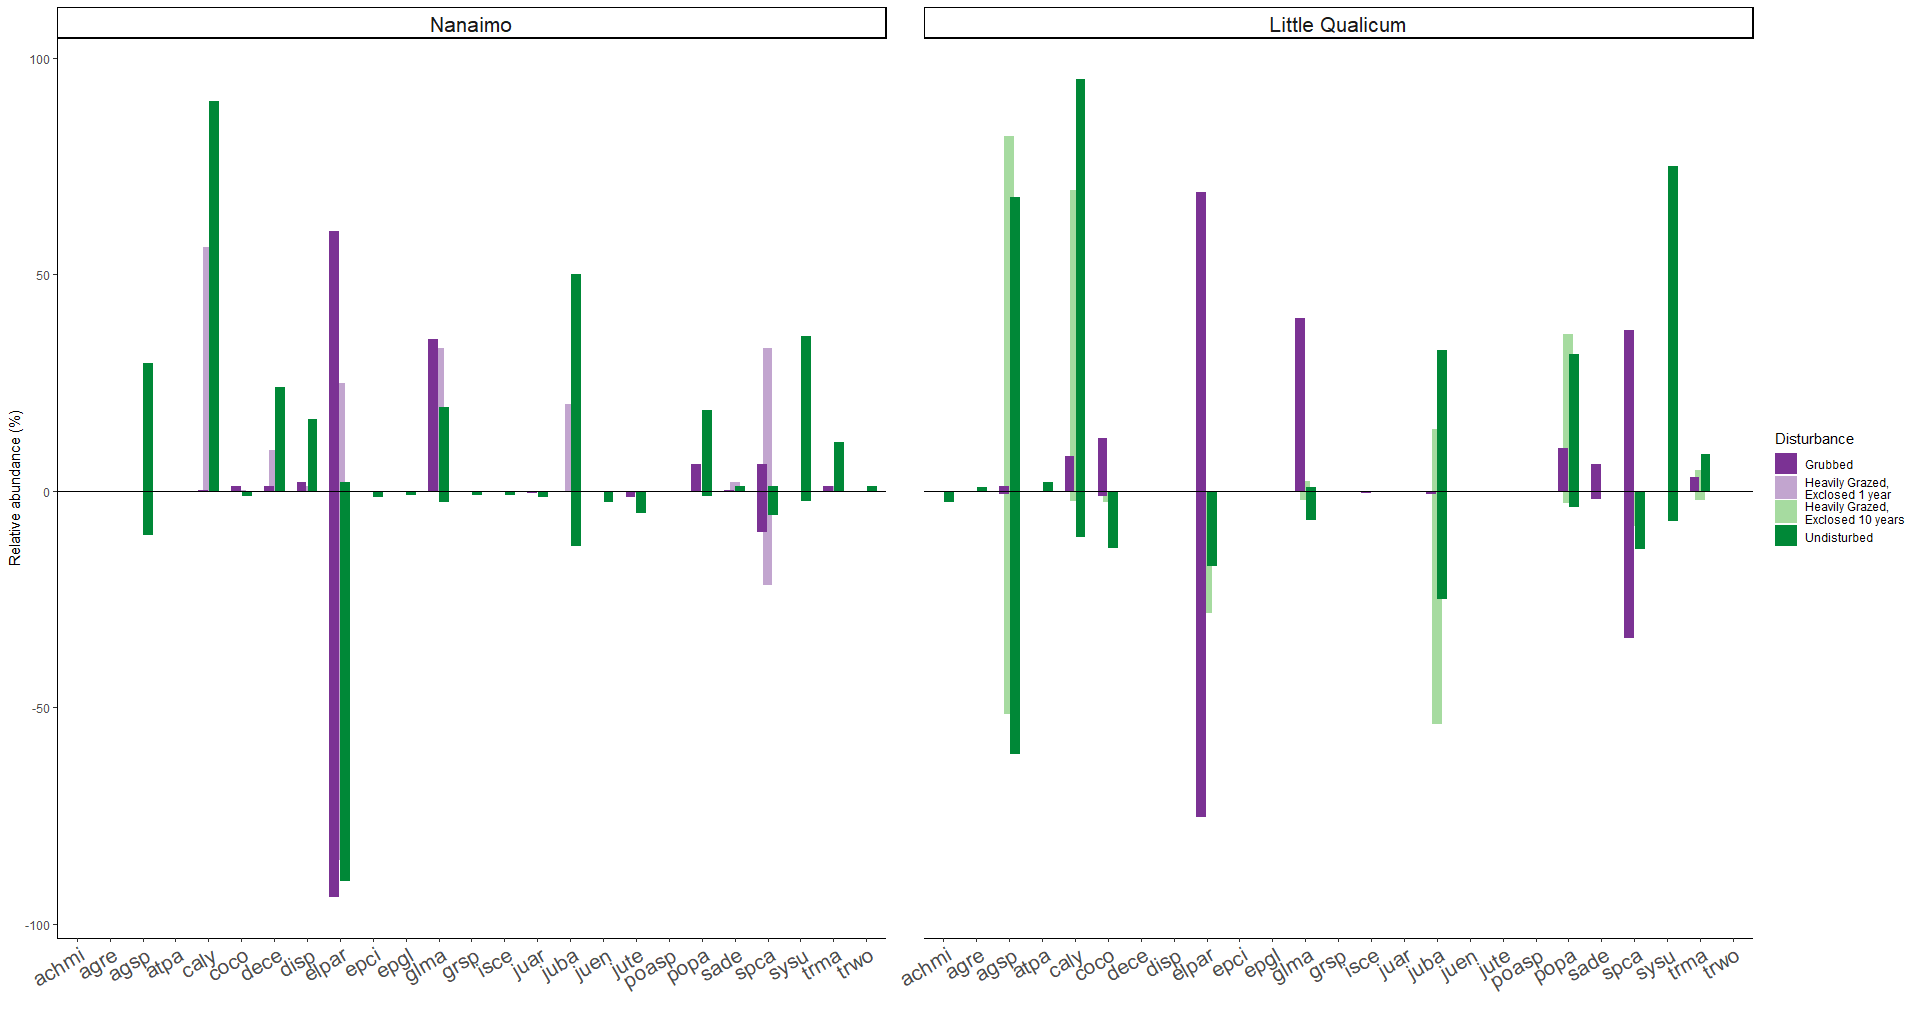 Nanaimo
Little Qualicum
100
50
0
-50
-100
Relative abundance (%)
achmi agre agsp atpa caly coco dece disp elpar epci epgl glma grsp isce juar juba juen jute poasp popa sade spca sysu trma trwo
achmi agre agsp atpa caly coco dece disp elpar epci epgl glma grsp isce juar juba juen jute poasp popa sade spca sysu trma trwo
Disturbance
Grubbed
Heavily Grazed,
Exclosed 1 year
Heavily Grazed,
Exclosed 10 years
Undisturbed